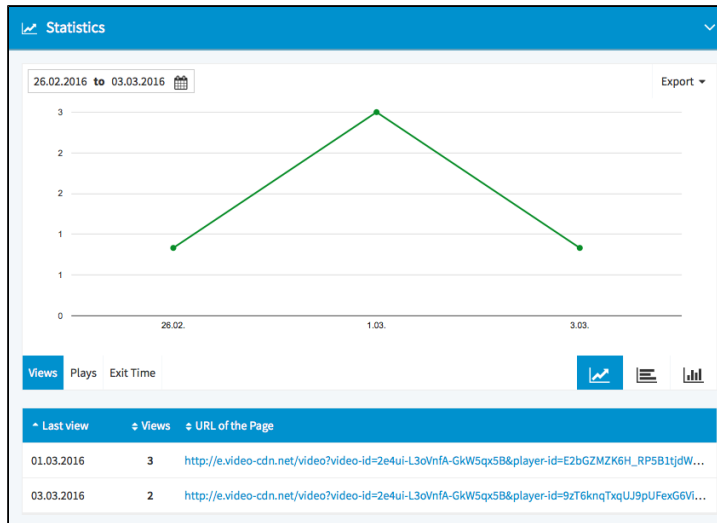 Statistics
26.02.2016 to 03.03.2016
Export
3
2
2
1
1
0
26.02.
1.03.
3.03.
Views Plays Exit Time
Last view Views URL of the Page
01.03.2016 3 http://e.video-cdn.net/video?video-id=2e4ui-L3oVnfA-GkW5qx5B&player-id=E2bGZMZK6H_RP5B1tjdW...
03.03.2016 2 http://e.video-cdn.net/video?video-id=2e4ui-L3oVnfA-GkW5qx5B&player-id=9zT6knqTxqUJ9pUFexG6Vi...